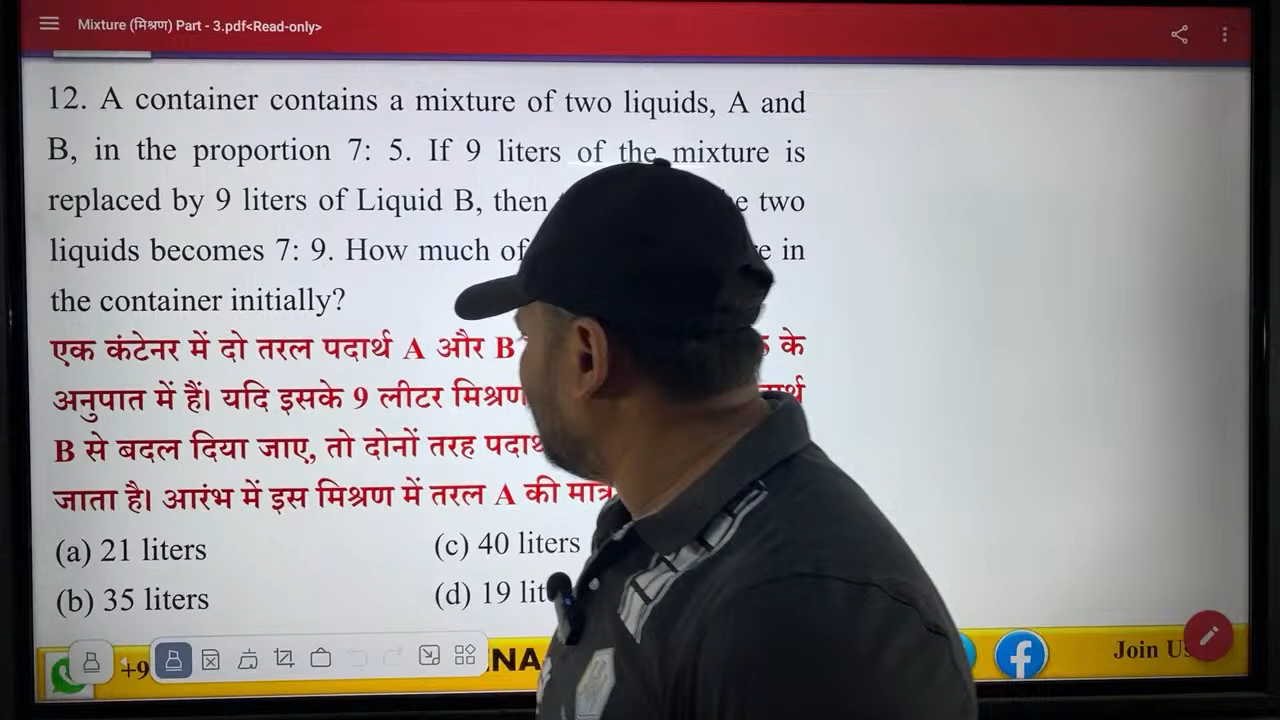 Mixture (मिश्रण) Part - 3.pdf<Read-only>
12. A container contains a mixture of two liquids, A and
B, in the proportion 7: 5. If 9 liters of the mixture is
replaced by 9 liters of Liquid B, then two
liquids becomes 7: 9. How much of in
the container initially?
एक कंटेनर में दो तरल पदार्थ A और B के
अनुपात में हैं। यदि इसके 9 लीटर मिश्रण
B से बदल दिया जाए, तो दोनों तरह
जाता है। आरंभ में इस मिश्रण में तरल A की
(a) 21 liters (c) 40 liters
(b) 35 liters (d) 19
+9 Join